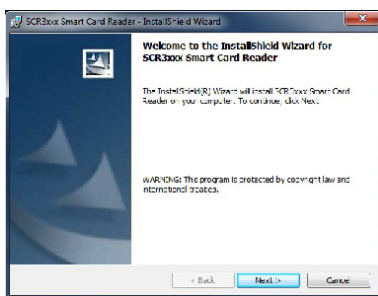 SCR3xxx Smart Card Reader - InstallShield Wizard
Welcome to the InstallShield Wizard for
SCR3xxx Smart Card Reader
The InstallShield(R) Wizard will install SCR3xxx Smart Card
Reader on your computer. To continue, click Next.
WARNING: This program is protected by copyright law and
international treaties.
< Back
Next >
Cancel